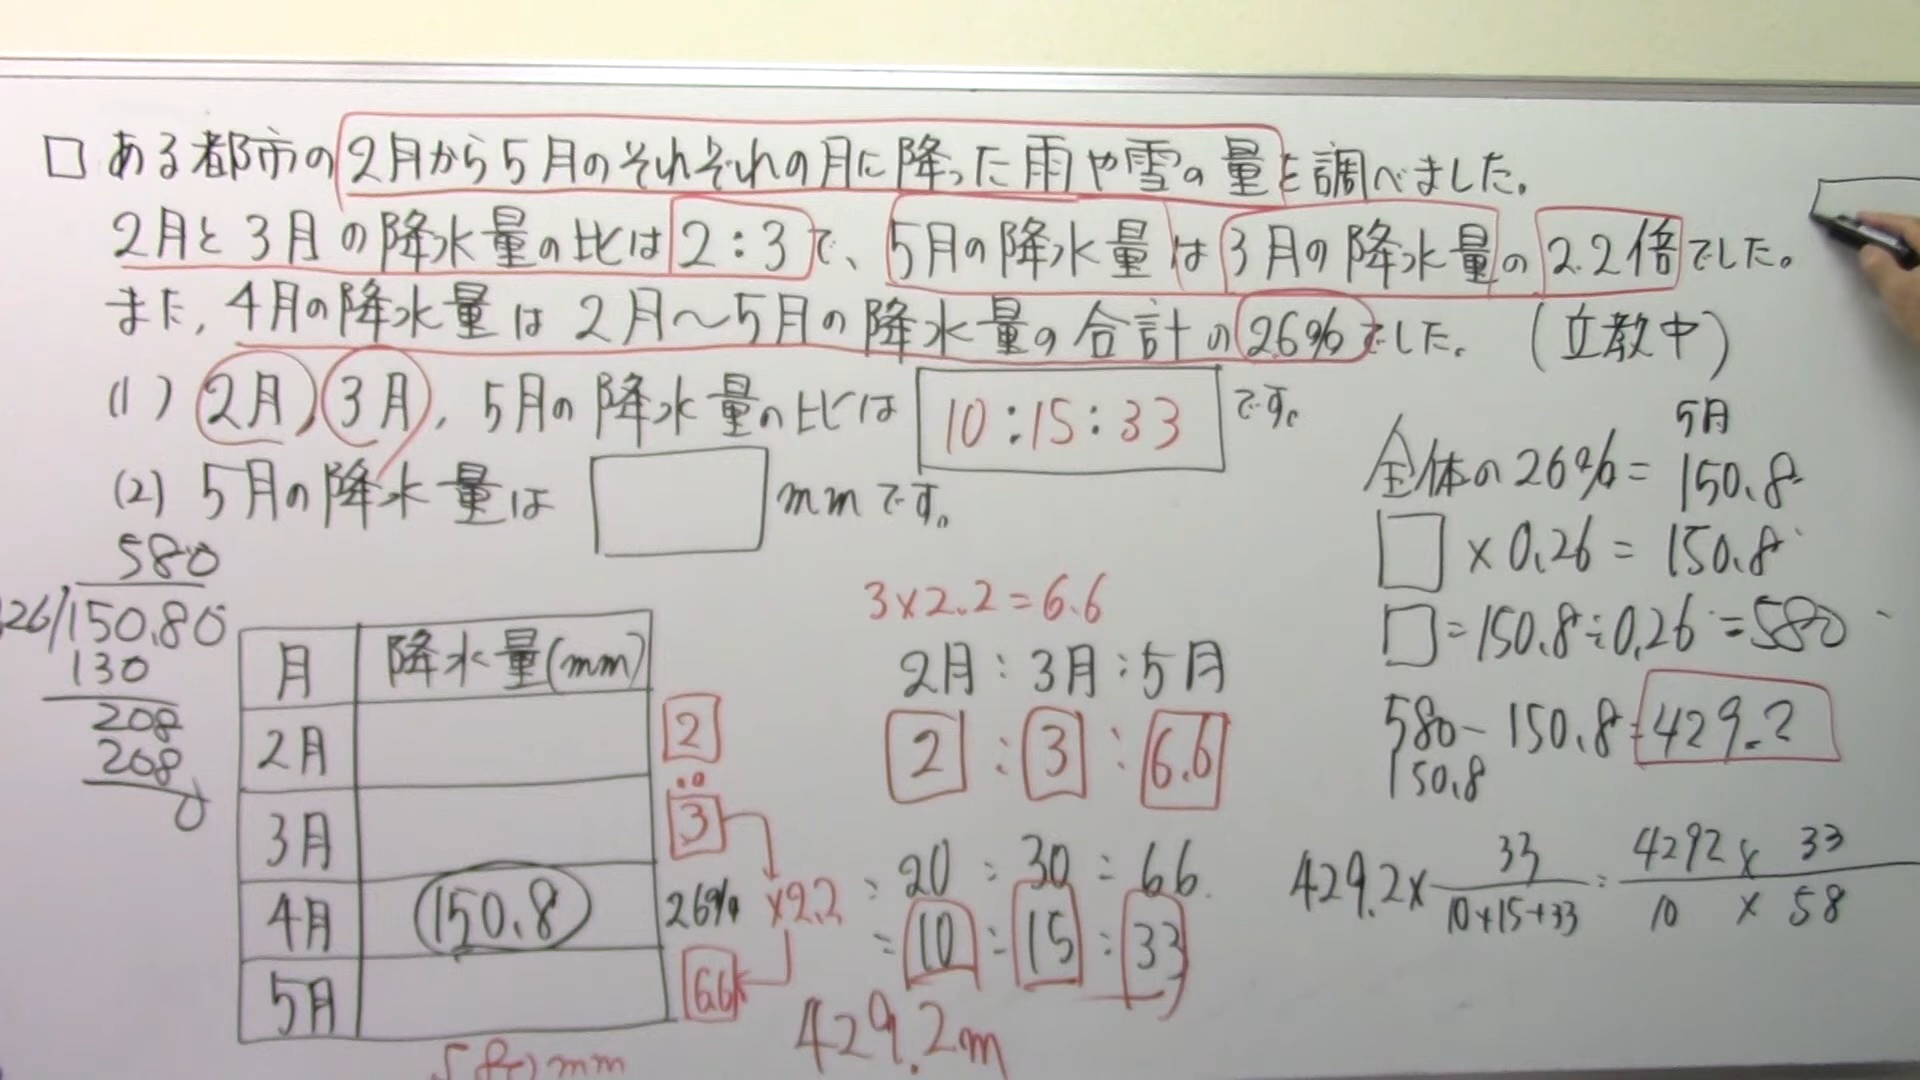 □ ある都市の2月から5月のそれぞれの月に降った雨や雪の量を調べました。
2月と3月の降水量の比は2:3で、5月の降水量は3月の降水量の2.2倍でした。
また、4月の降水量は2月〜5月の降水量の合計の26%でした。(立教中)
(1) 2月,3月,5月の降水量の比は 10:15:33 です。
(2) 5月の降水量は □ mmです。
580
26/150.80
130
208
208
0
月 降水量(mm)
2月
3月
4月 150.8
5月
2
:
3
26% ×2.2
6.6
mm
3×2.2=6.6
2月:3月:5月
2:3:6.6
=20:30:66
=10:15:33
429.2m
5月
全体の26%=150.8
□×0.26=150.8
□=150.8÷0.26=580
580-150.8=429.2
150.8
429.2×33/(10+15+33)=4292×33/10×58